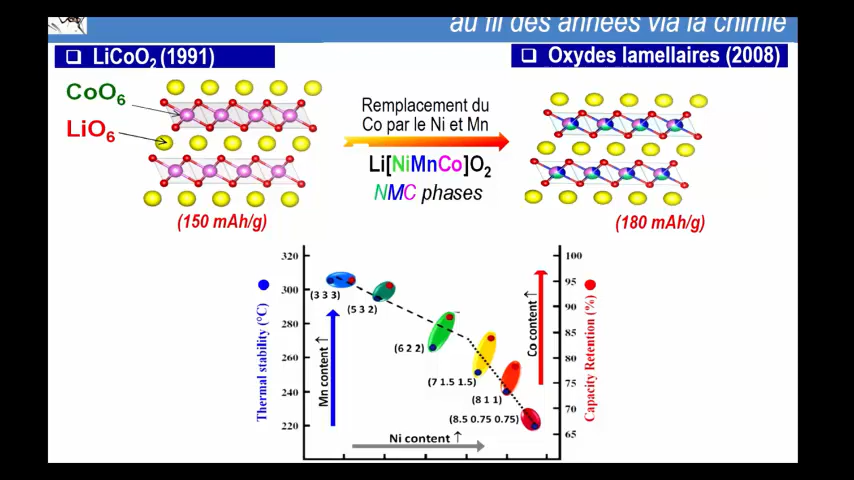 au fil des années via la chimie
❑ LiCoO₂ (1991)
❑ Oxydes lamellaires (2008)
CoO₆
LiO₆
Remplacement du
Co par le Ni et Mn
Li[NiMnCo]O₂
NMC phases
(150 mAh/g)
(180 mAh/g)
320
300
280
260
240
220
Thermal stability (°C)
Mn content ↑
(3 3 3)
(5 3 2)
(6 2 2)
(7 1.5 1.5)
(8 1 1)
(8.5 0.75 0.75)
Ni content ↑
Co content ↑
100
95
90
85
80
75
70
65
Capacity Retention (%)